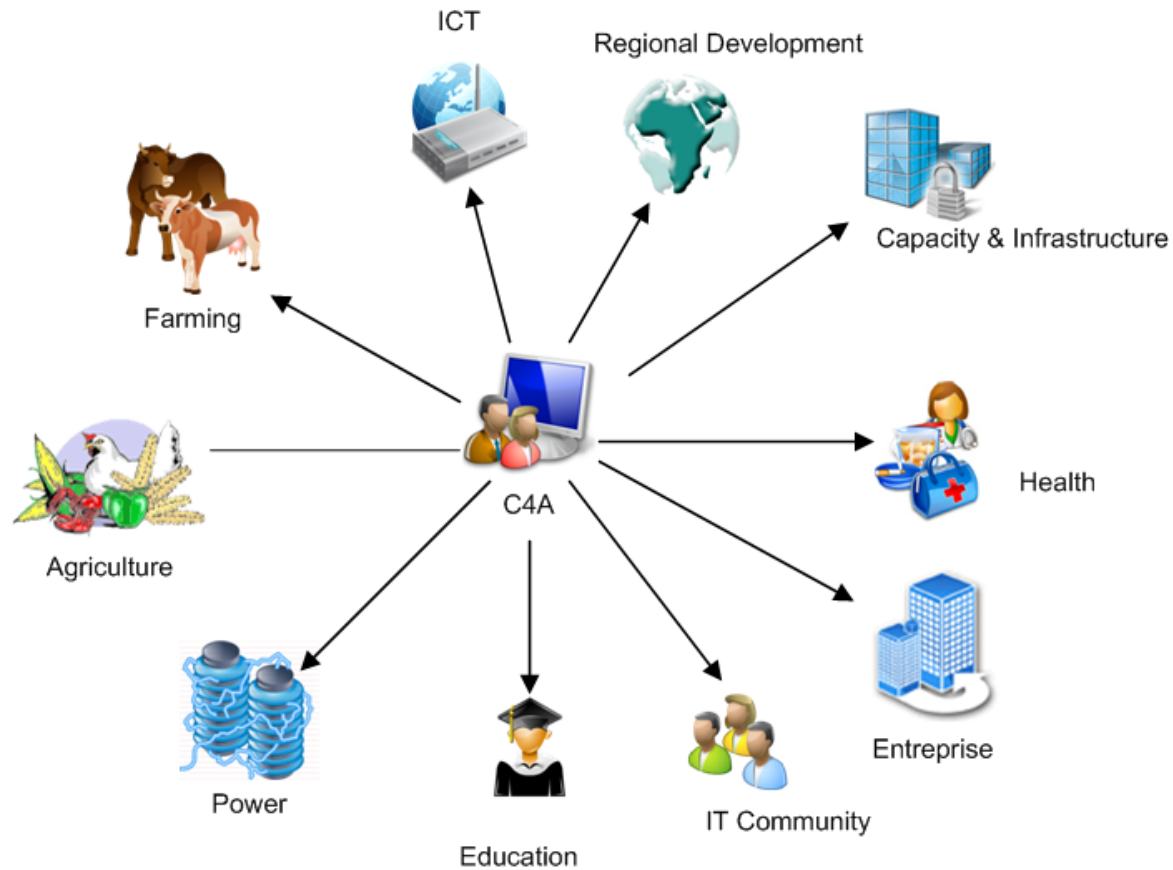 ICT
Regional Development
Capacity & Infrastructure
Farming
C4A
Health
Agriculture
Entreprise
Power
IT Community
Education